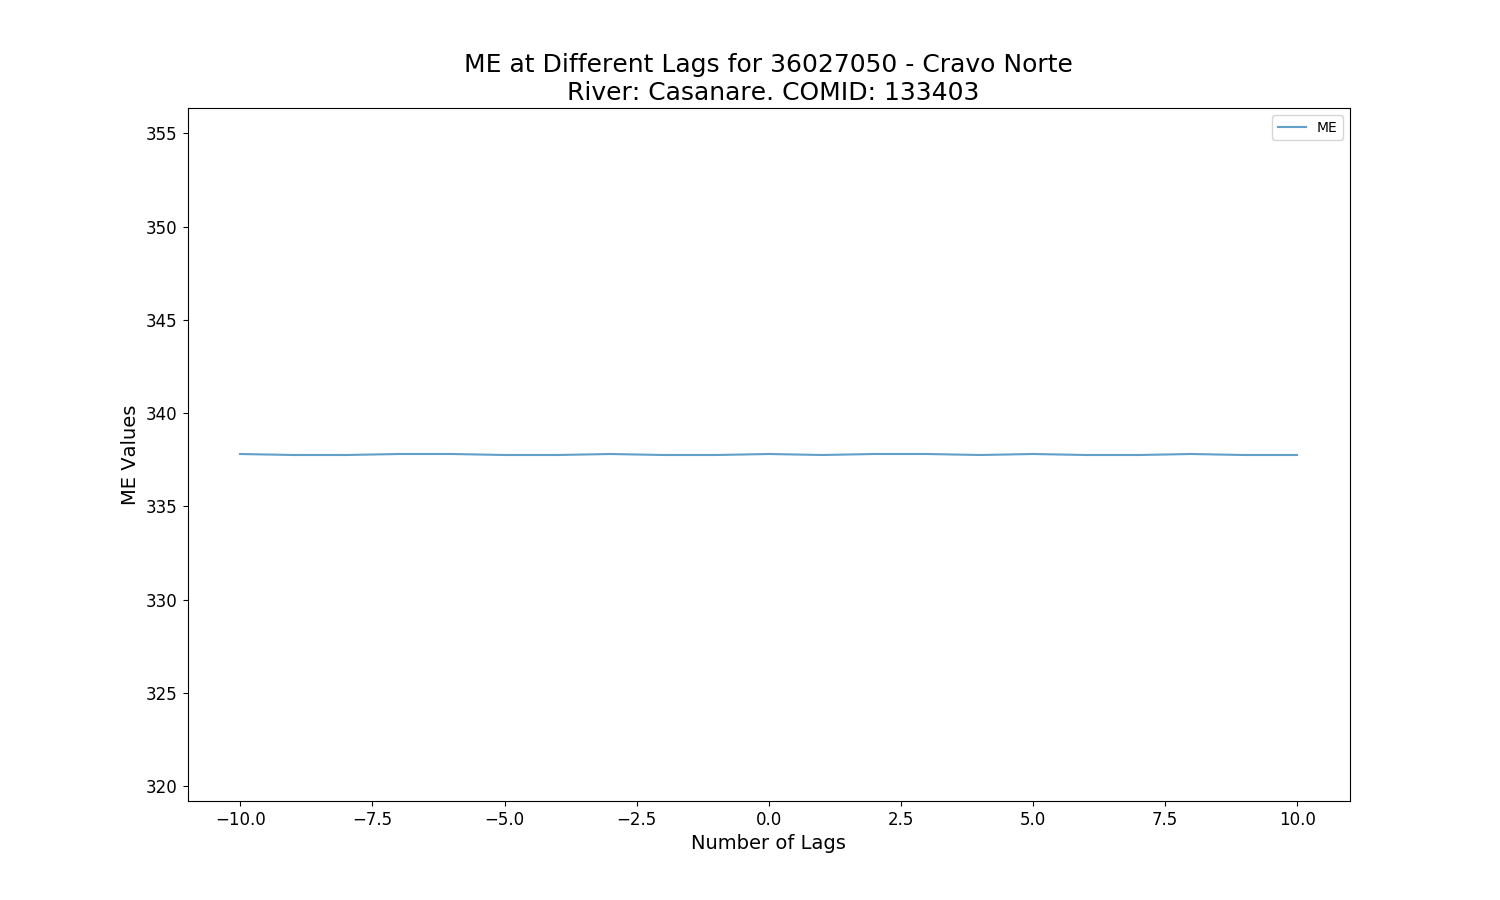 ME at Different Lags for 36027050 - Cravo Norte
River: Casanare. COMID: 133403
ME
355
350
345
340
335
330
325
320
ME Values
−10.0 −7.5 −5.0 −2.5 0.0 2.5 5.0 7.5 10.0
Number of Lags